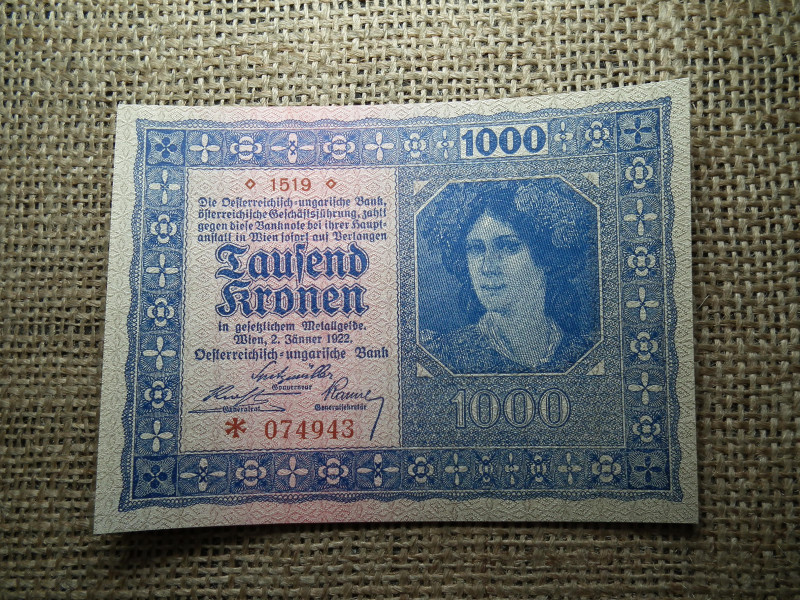 1000
1519
Die Oesterreichisch-ungarische Bank,
österreichische Geschäftsführung, zahlt
gegen diese Banknote bei ihrer Haupt-
anstalt in Wien sofort auf Verlangen
Tausend
Kronen
in gesetzlichem Metallgelde.
Wien, 2. Jänner 1922.
Oesterreichisch-ungarische Bank
Gouverneur
Generalrat
Generalsekretär
* 074943
1000